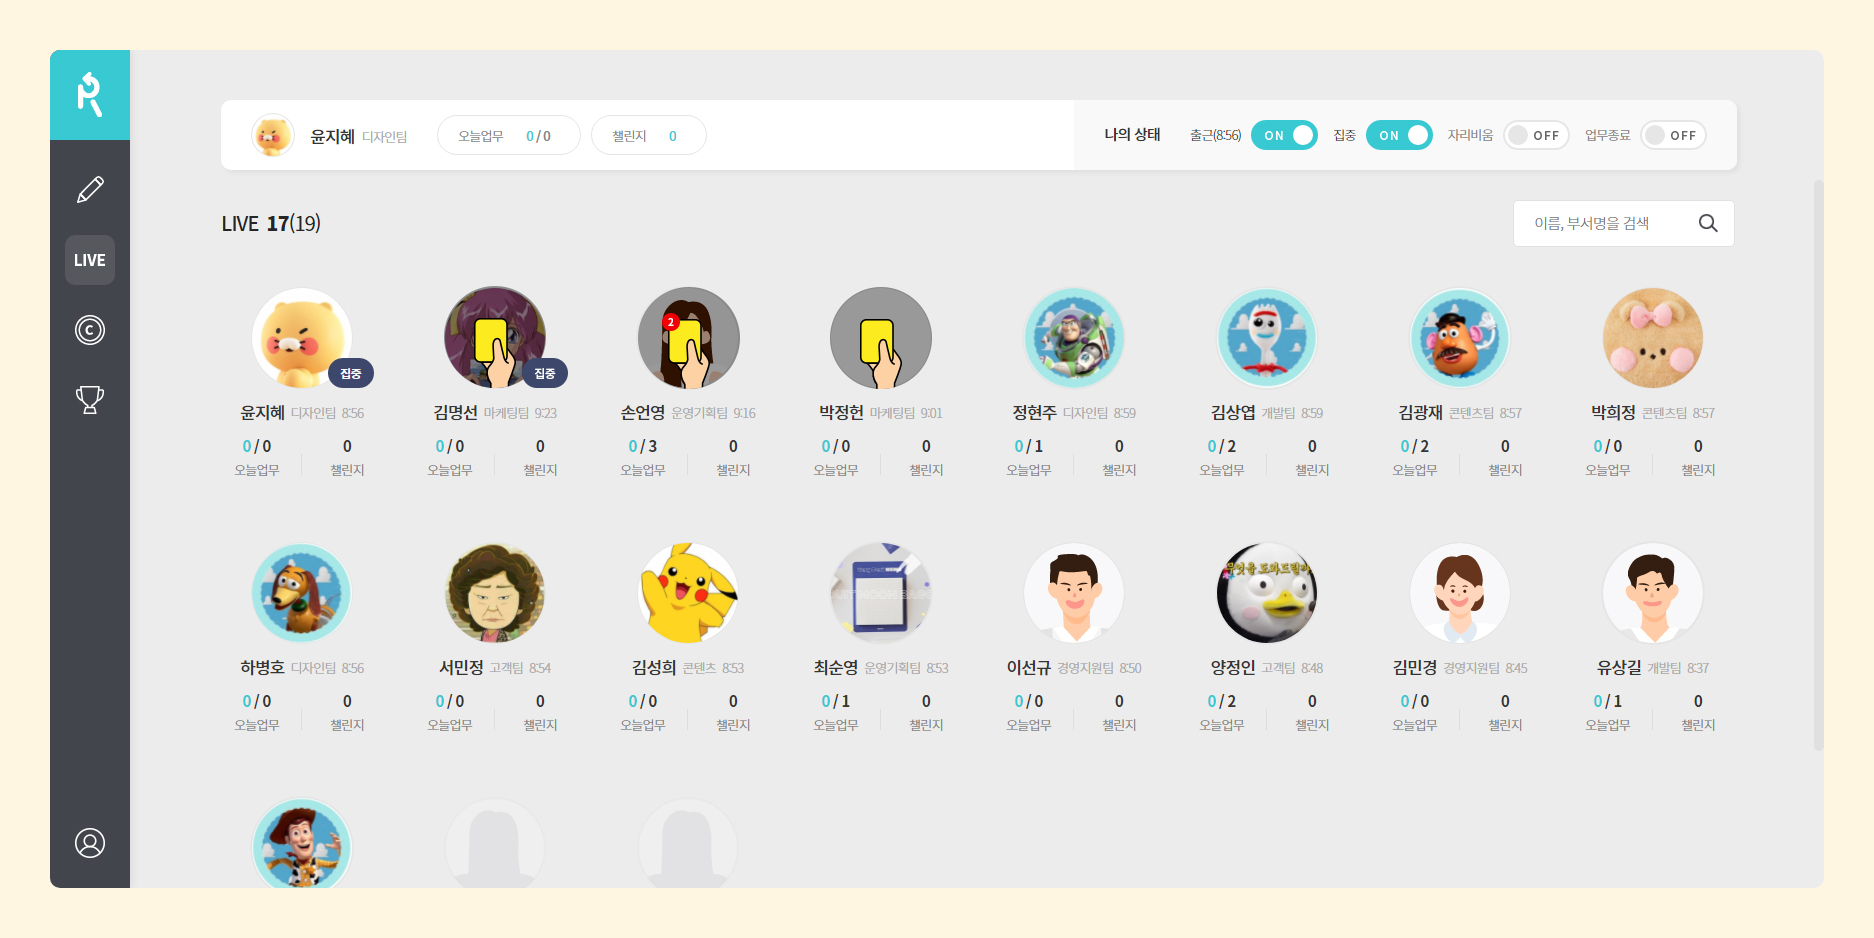 윤지혜 디자인팀 오늘업무 0/0 챌린지 0 나의 상태 출근(8:56) ON 집중 ON 자리비움 OFF 업무종료 OFF
LIVE 17(19) 이름, 부서명을 검색
LIVE
C
2
집중 집중
윤지혜 디자인팀 8:56 김명선 마케팅팀 9:23 손언영 운영기획팀 9:16 박정헌 마케팅팀 9:01 정현주 디자인팀 8:59 김상엽 개발팀 8:59 김광재 콘텐츠팀 8:57 박희정 콘텐츠팀 8:57
0/0 0 0/0 0 0/3 0 0/0 0 0/1 0 0/2 0 0/2 0 0/0 0
오늘업무 챌린지 오늘업무 챌린지 오늘업무 챌린지 오늘업무 챌린지 오늘업무 챌린지 오늘업무 챌린지 오늘업무 챌린지 오늘업무 챌린지
하병호 디자인팀 8:56 서민정 고객팀 8:54 김성희 콘텐츠 8:53 최순영 운영기획팀 8:53 이선규 경영지원팀 8:50 양정인 고객팀 8:48 김민경 경영지원팀 8:45 유상길 개발팀 8:37
0/0 0 0/0 0 0/0 0 0/1 0 0/0 0 0/2 0 0/0 0 0/1 0
오늘업무 챌린지 오늘업무 챌린지 오늘업무 챌린지 오늘업무 챌린지 오늘업무 챌린지 오늘업무 챌린지 오늘업무 챌린지 오늘업무 챌린지